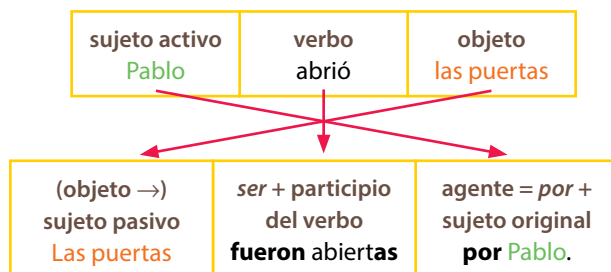 sujeto activo
Pablo
verbo
abrió
objeto
las puertas
(objeto →)
sujeto pasivo
Las puertas
ser + participio
del verbo
fueron abiertas
agente = por +
sujeto original
por Pablo.